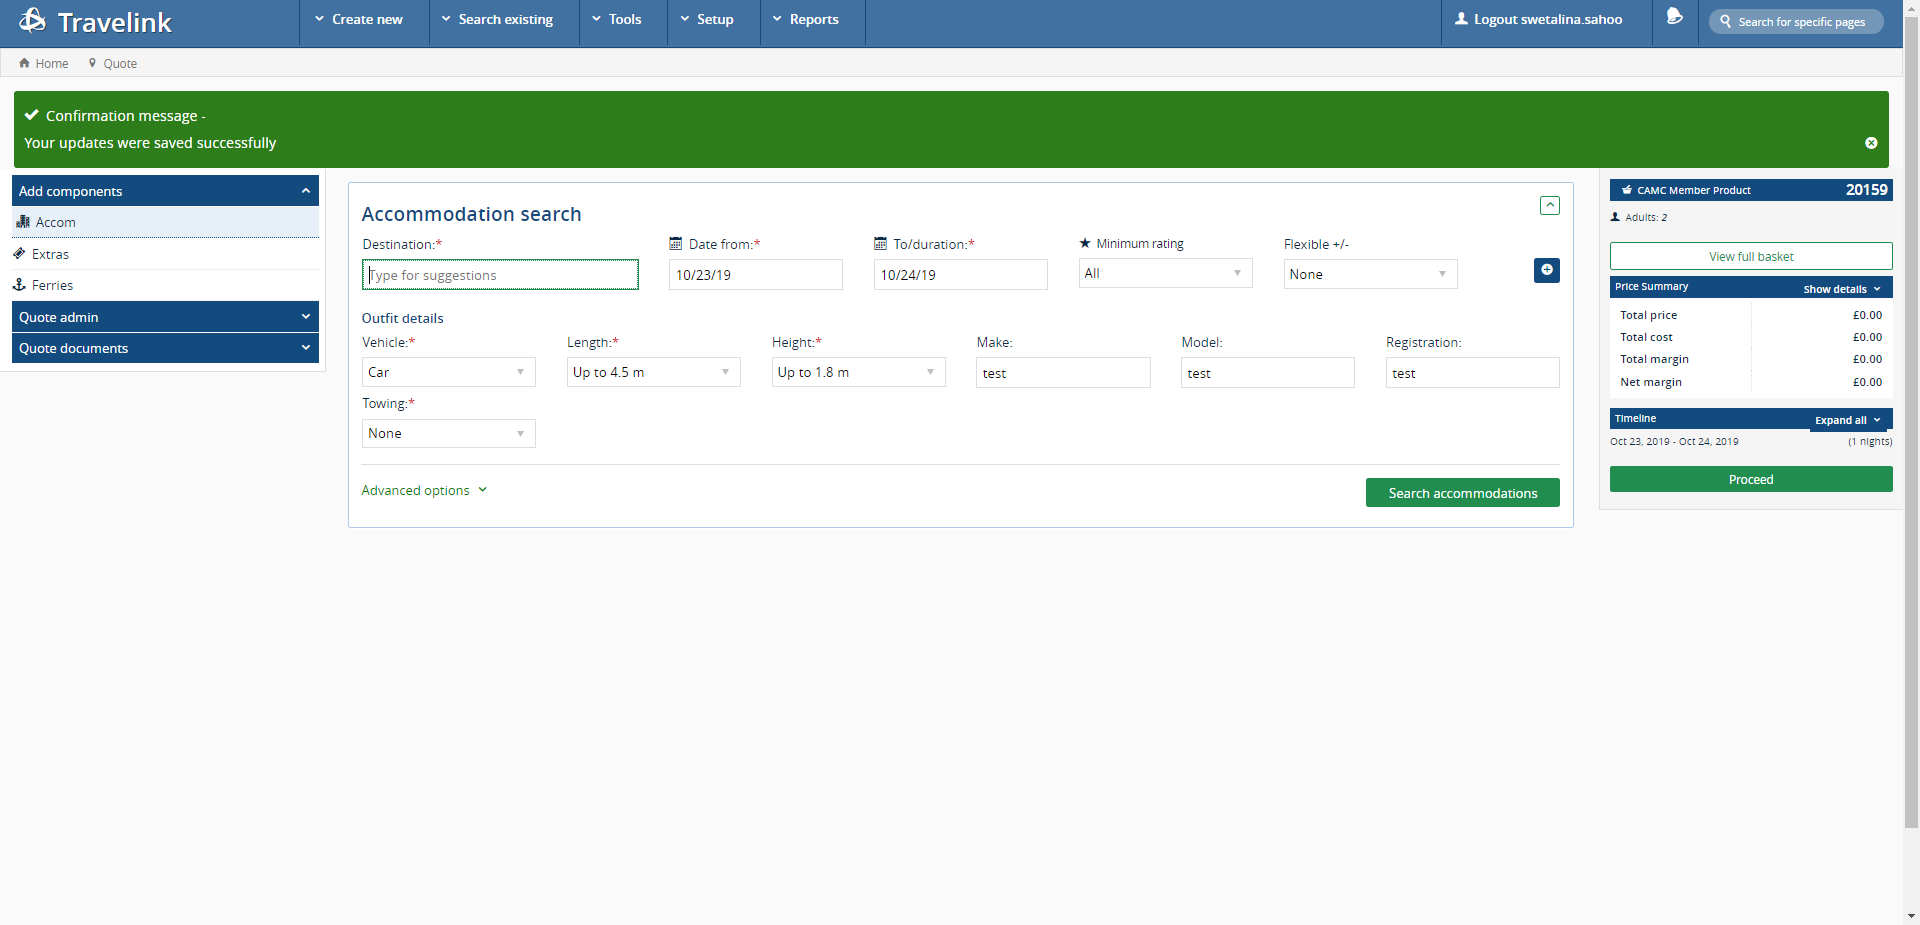 Travelink
Create new
Search existing
Tools
Setup
Reports
Logout swetalina.sahoo
Search for specific pages
Home
Quote
Confirmation message -
Your updates were saved successfully
Add components
Accom
Extras
Ferries
Quote admin
Quote documents
Accommodation search
Destination:* Date from:* To/duration:* Minimum rating Flexible +/-
Type for suggestions 10/23/19 10/24/19 All None
Outfit details
Vehicle:* Length:* Height:* Make: Model: Registration:
Car Up to 4.5 m Up to 1.8 m test test test
Towing:*
None
Advanced options
Search accommodations
CAMC Member Product 20159
Adults: 2
View full basket
Price Summary Show details
Total price £0.00
Total cost £0.00
Total margin £0.00
Net margin £0.00
Timeline Expand all
Oct 23, 2019 - Oct 24, 2019 (1 nights)
Proceed